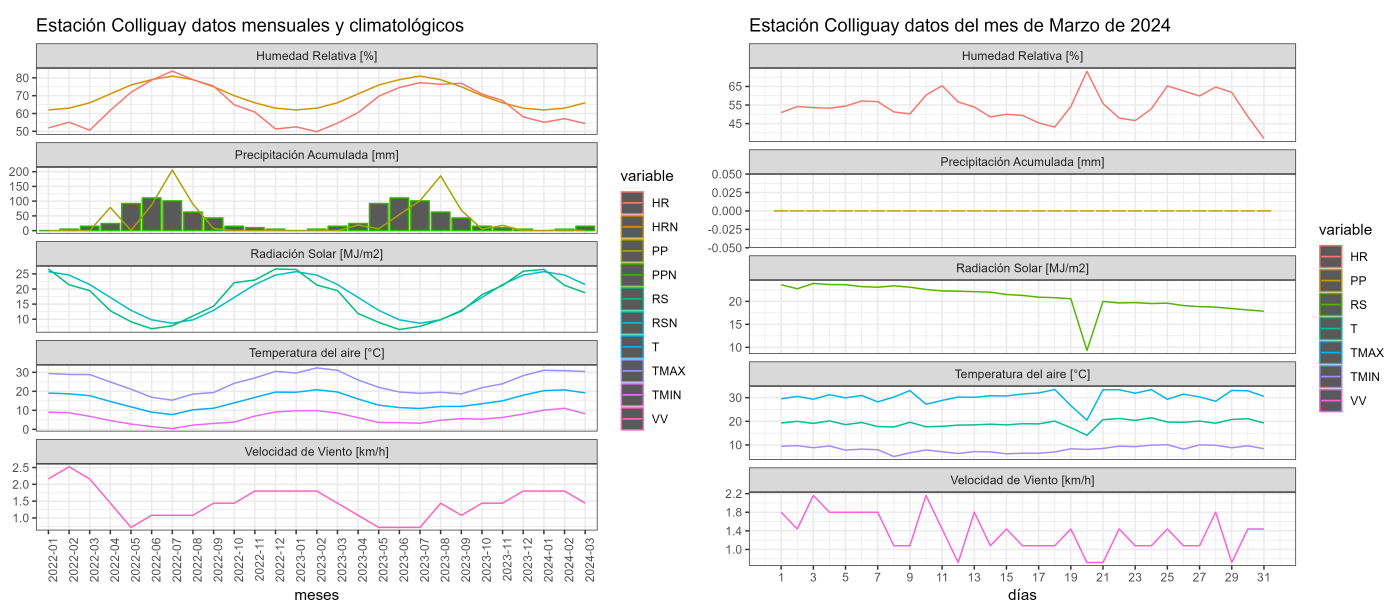 Estación Colliguay datos mensuales y climatológicos
Humedad Relativa [%]
80
70
60
50
Precipitación Acumulada [mm]
200
150
100
50
0
Radiación Solar [MJ/m2]
25
20
15
10
Temperatura del aire [°C]
30
20
10
0
Velocidad de Viento [km/h]
2.5
2.0
1.5
1.0
2022-01
2022-02
2022-03
2022-04
2022-05
2022-06
2022-07
2022-08
2022-09
2022-10
2022-11
2022-12
2023-01
2023-02
2023-03
2023-04
2023-05
2023-06
2023-07
2023-08
2023-09
2023-10
2023-11
2023-12
2024-01
2024-02
2024-03
meses
variable
HR
HRN
PP
PPN
RS
RSN
T
TMAX
TMIN
VV
Estación Colliguay datos del mes de Marzo de 2024
Humedad Relativa [%]
65
55
45
Precipitación Acumulada [mm]
0.050
0.025
0.000
-0.025
-0.050
Radiación Solar [MJ/m2]
20
15
10
Temperatura del aire [°C]
30
20
10
Velocidad de Viento [km/h]
2.2
1.8
1.4
1.0
1 3 5 7 9 11 13 15 17 19 21 23 25 27 29 31
días
variable
HR
PP
RS
T
TMAX
TMIN
VV